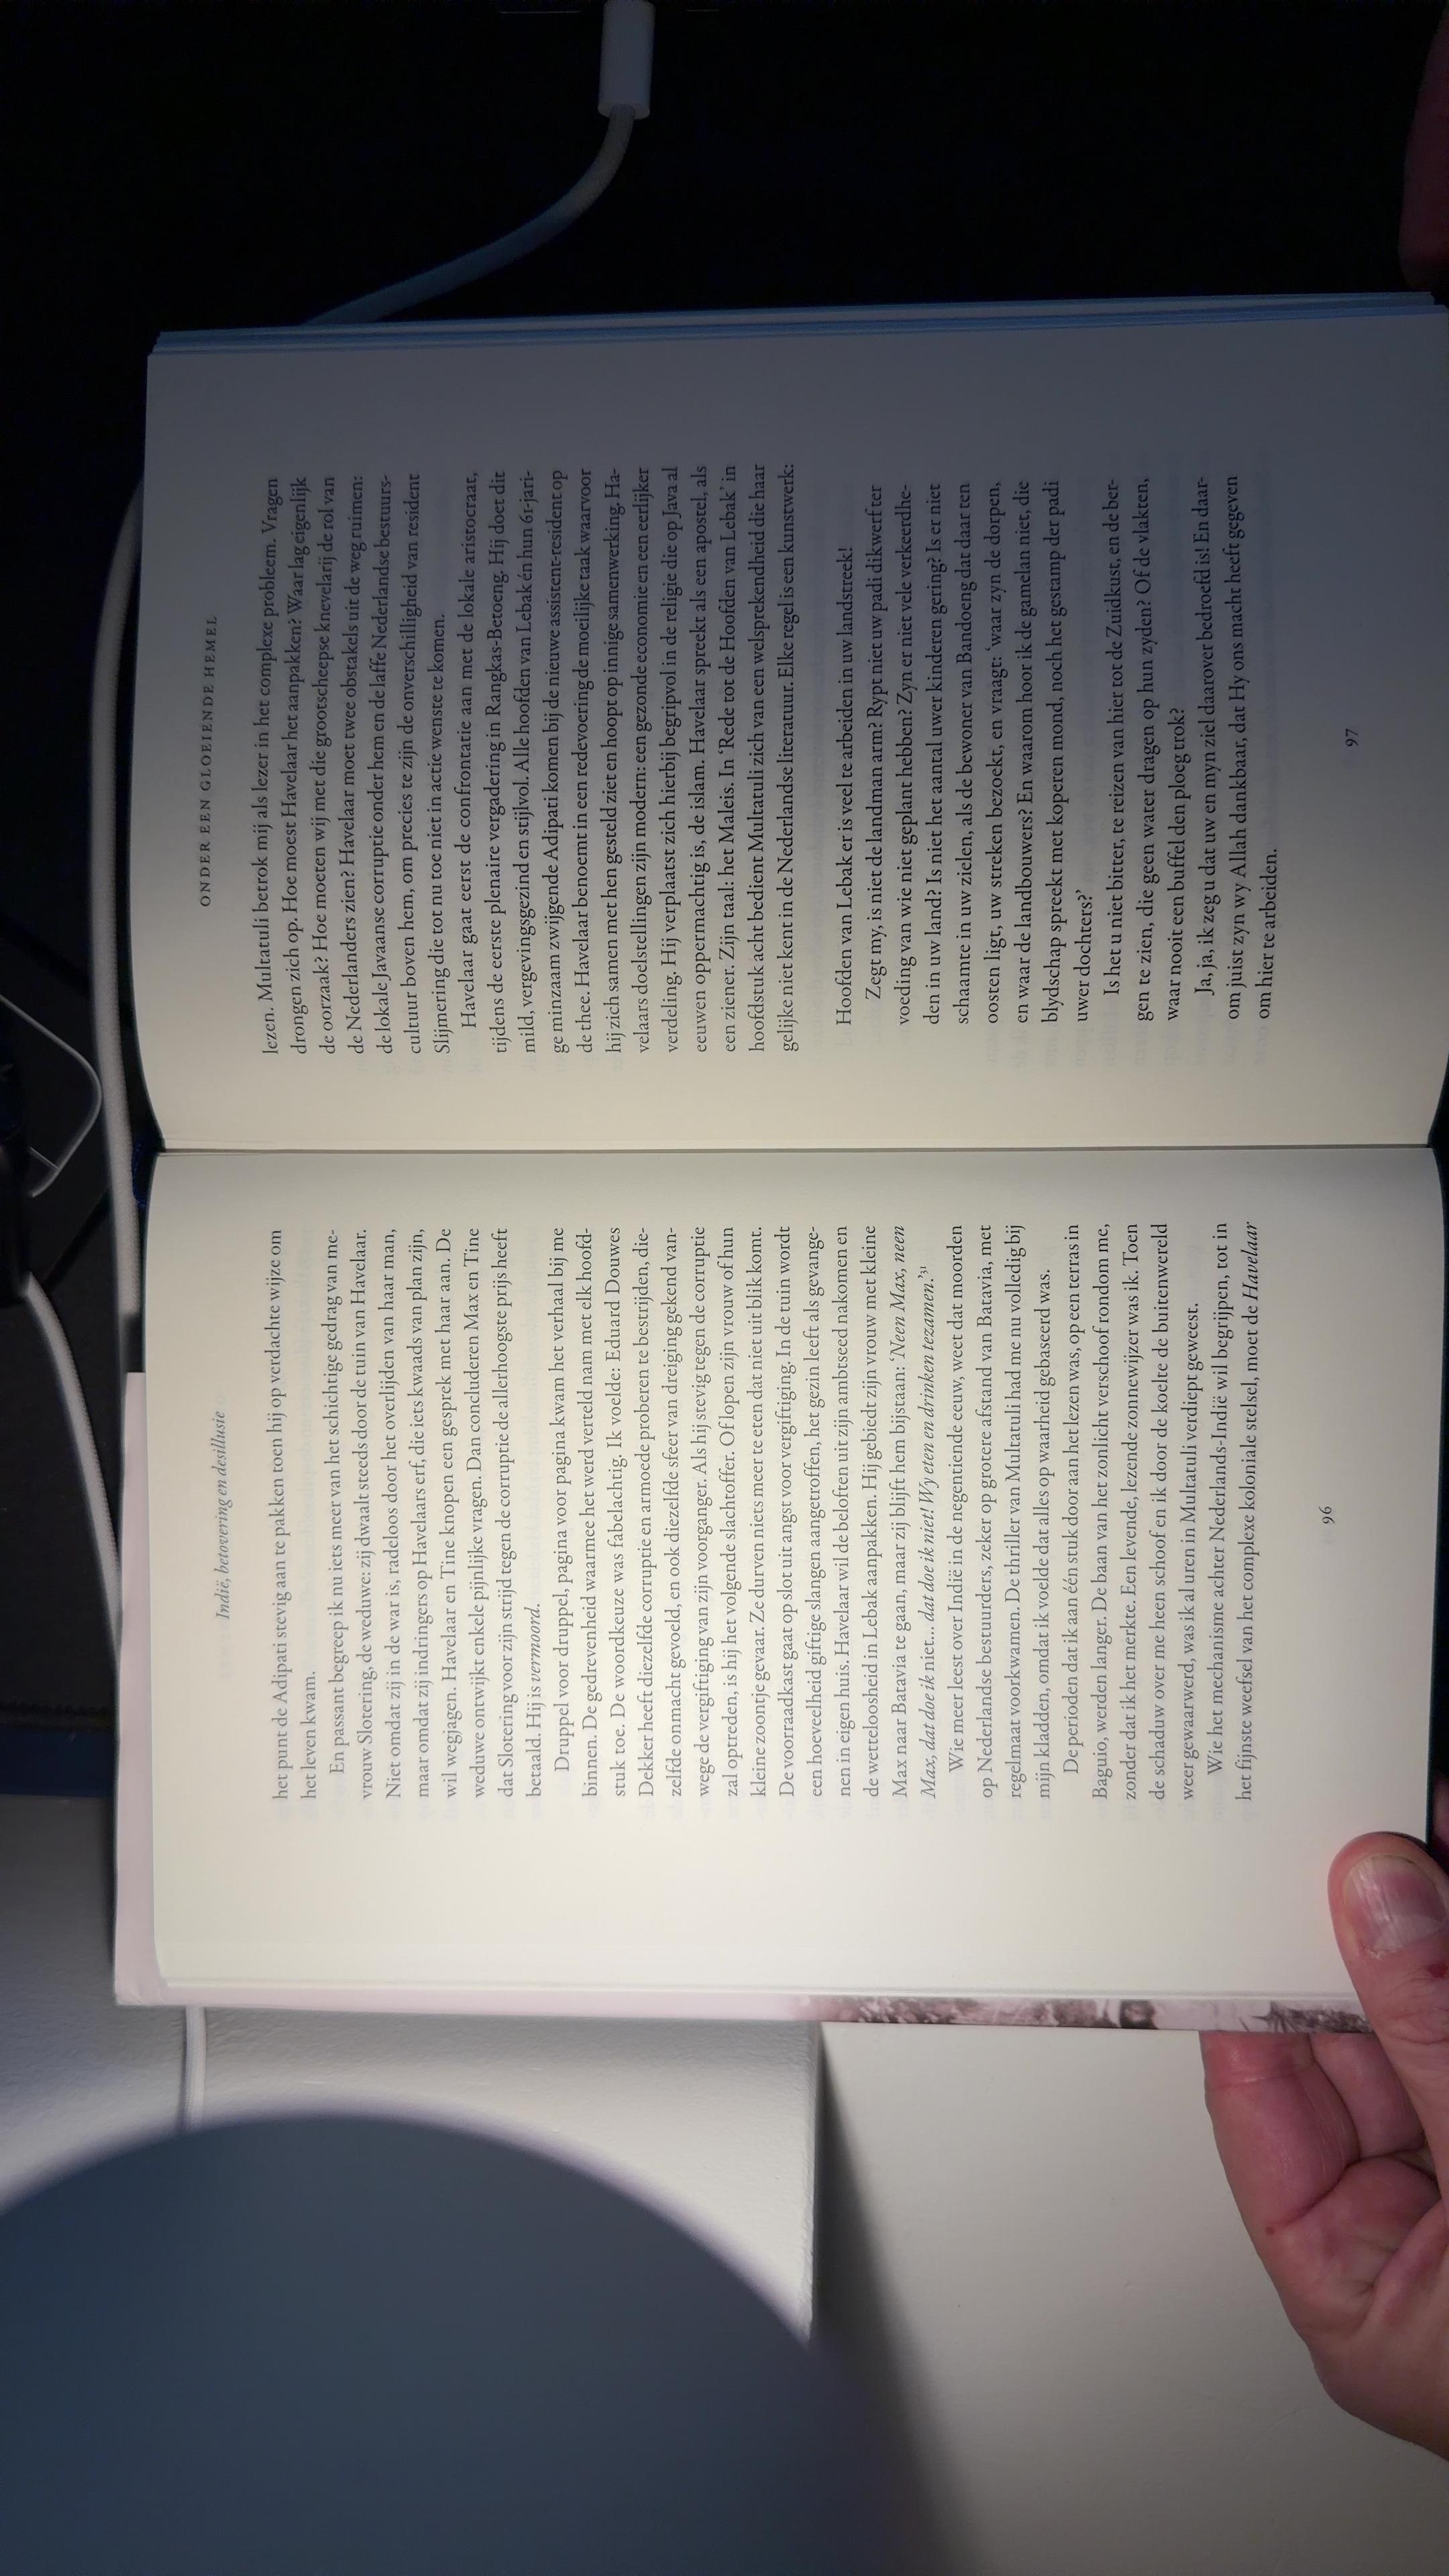 Indië, betovering en desillusie
het punt de Adipati stevig aan te pakken toen hij op verdachte wijze om
het leven kwam.
En passant begreep ik nu iets meer van het schichtige gedrag van me-
vrouw Slotering, de weduwe: zij dwaalt steeds door de tuin van Havelaar.
Niet omdat zij in de war is, radeloos door het overlijden van haar man,
maar omdat zij indringers op Havelaars erf, die iets kwaads van plan zijn,
wil wegjagen. Havelaar en Tine knopen een gesprek met haar aan. De
weduwe ontwijkt enkele pijnlijke vragen. Dan concluderen Max en Tine
dat Slotering voor zijn strijd tegen de corruptie de allerhoogste prijs heeft
betaald. Hij is vermoord.
Druppel voor druppel, pagina voor pagina kwam het verhaal bij me
binnen. De gedrevenheid waarmee het werd verteld nam met elk hoofd-
stuk toe. De woordkeuze was fabelachtig. Ik voelde: Eduard Douwes
Dekker heeft diezelfde corruptie en armoede proberen te bestrijden, die-
zelfde onmacht gevoeld, en ook diezelfde sfeer van dreiging gekend van-
wege de vergiftiging van zijn voorganger. Als hij stevig tegen de corruptie
zal optreden, is hij het volgende slachtoffer. Of lopen zijn vrouw of hun
kleine zoontje gevaar. Ze durven niets meer te eten dat niet uit blik komt.
De voorraadkast gaat op slot uit angst voor vergiftiging. In de tuin wordt
een hoeveelheid giftige slangen aangetroffen, het gezin leeft als gevange-
nen in eigen huis. Havelaar wil de beloften uit zijn ambtseed nakomen en
de wetteloosheid in Lebak aanpakken. Hij gebiedt zijn vrouw met kleine
Max naar Batavia te gaan, maar zij blijft hem bijstaan: ‘Neen Max, neen
Max, dat doe ik niet... dat doe ik niet! Wy eten en drinken tezamen.’³¹
Wie meer leest over Indië in de negentiende eeuw, weet dat moorden
op Nederlandse bestuurders, zeker op grotere afstand van Batavia, met
regelmaat voorkwamen. De thriller van Multatuli had me nu volledig bij
mijn kladden, omdat ik voelde dat alles op waarheid gebaseerd was.
De perioden dat ik aan één stuk door aan het lezen was, op een terras in
Baguio, werden langer. De baan van het zonlicht verschoof rondom me,
zonder dat ik het merkte. Een levende, lezende zonnewijzer was ik. Toen
de schaduw over me heen schoof en ik door de koelte de buitenwereld
weer gewaarwerd, was ik al uren in Multatuli verdiept geweest.
Wie het mechanisme achter Nederlands-Indië wil begrijpen, tot in
het fijnste weefsel van het complexe koloniale stelsel, moet de Havelaar
96
ONDER EEN GLOEIENDE HEMEL
lezen. Multatuli betrok mij als lezer in het complexe probleem. Vragen
drongen zich op. Hoe moest Havelaar het aanpakken? Waar lag eigenlijk
de oorzaak? Hoe moeten wij met die grootscheepse knevelarij de rol van
de Nederlanders zien? Havelaar moet twee obstakels uit de weg ruimen:
de lokale Javaanse corruptie onder hem en de laffe Nederlandse bestuurs-
cultuur boven hem, om precies te zijn de onverschilligheid van resident
Slijmering die tot nu toe niet in actie wenste te komen.
Havelaar gaat eerst de confrontatie aan met de lokale aristocraat,
tijdens de eerste plenaire vergadering in Rangkas-Betoeng. Hij doet dit
mild, vergevingsgezind en stijlvol. Alle hoofden van Lebak én hun 61-jari-
ge minzaam zwijgende Adipati komen bij de nieuwe assistent-resident op
de thee. Havelaar benoemt in een redevoering de moeilijke taak waarvoor
hij zich samen met hen gesteld ziet en hoopt op innige samenwerking. Ha-
velaars doelstellingen zijn modern: een gezonde economie en een eerlijker
verdeling. Hij verplaatst zich hierbij begripvol in de religie die op Java al
eeuwen oppermachtig is, de islam. Havelaar spreekt als een apostel, als
een ziener. Zijn taal: het Maleis. In ‘Rede tot de Hoofden van Lebak’ in
hoofdstuk acht bedient Multatuli zich van een welsprekendheid die haar
gelijke niet kent in de Nederlandse literatuur. Elke regel is een kunstwerk:
Hoofden van Lebak er is veel te arbeiden in uw landstreek!
Zegt my, is niet de landman arm? Rypt niet uw padi dikwerf ter
voeding van wie niet geplant hebben? Zyn er niet vele verkeerdhe-
den in uw land? Is niet het aantal uwer kinderen gering? Is er niet
schaamte in uw zielen, als de bewoner van Bandoeng dat daar ten
oosten ligt, uw streken bezoekt, en vraagt: ‘waar zyn de dorpen,
en waar de landbouwers? En waarom hoor ik de gamelan niet, die
blydschap spreekt met koperen mond, noch het gestamp der padi
uwer dochters?’
Is het u niet bitter, te reizen van hier tot de Zuidkust, en de ber-
gen te zien, die geen water dragen op hun zyden? Of de vlakten,
waar nooit een buffel den ploeg trok?
Ja, ja, ik zeg u dat uw en myn ziel daarover bedroefd is! En daar-
om juist zyn wy Allah dankbaar, dat Hy ons macht heeft gegeven
om hier te arbeiden.
97